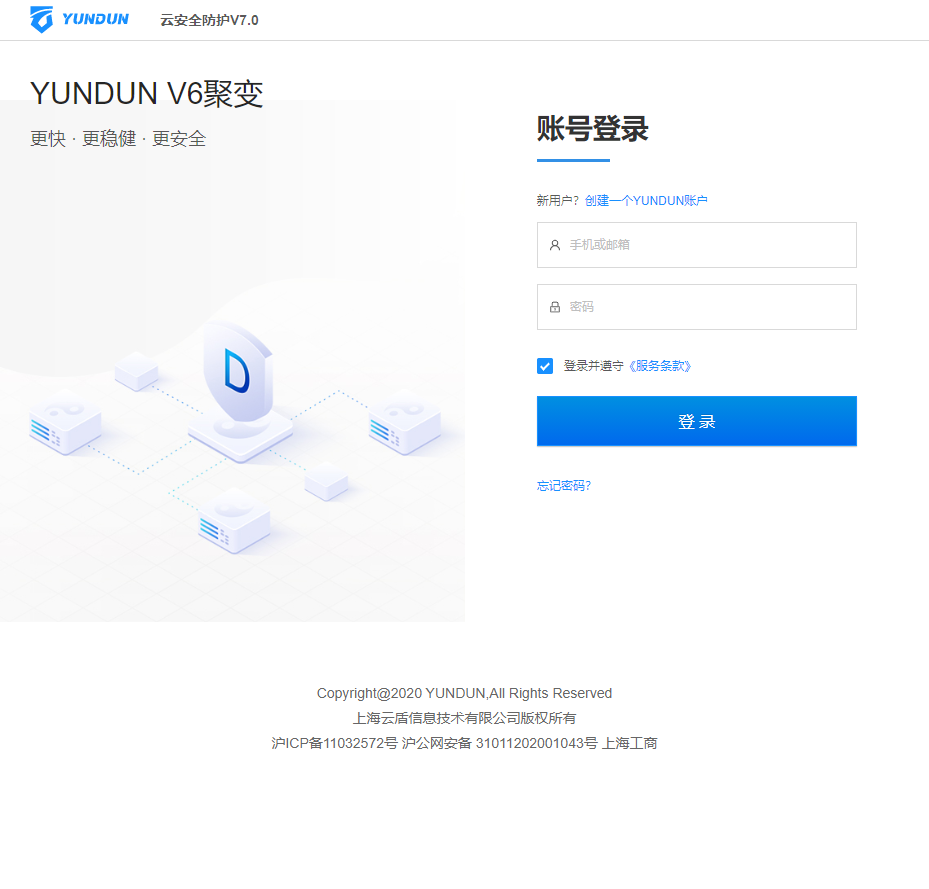 YUNDUN 云安全防护V7.0
YUNDUN V6聚变
更快 · 更稳健 · 更安全
账号登录
新用户? 创建一个YUNDUN账户
手机或邮箱
密码
登录并遵守《服务条款》
登 录
忘记密码?
Copyright@2020 YUNDUN,All Rights Reserved
上海云盾信息技术有限公司版权所有
沪ICP备11032572号 沪公网安备 31011202001043号 上海工商